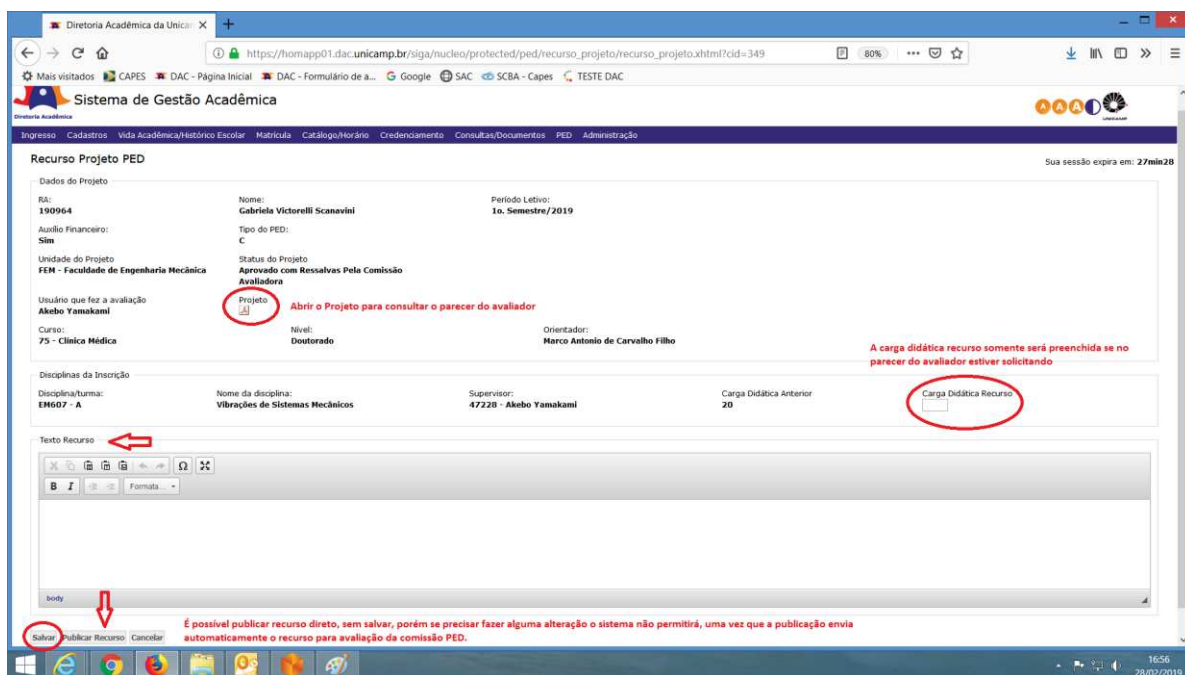 Diretoria Acadêmica da Unicam
https://homapp01.dac.unicamp.br/siga/nucleo/protected/ped/recurso_projeto/recurso_projeto.xhtml?cid=349
80%
Mais visitados CAPES DAC - Página Inicial DAC - Formulário de a... Google SAC SCBA - Capes TESTE DAC
Sistema de Gestão Acadêmica
Diretoria Acadêmica
UNICAMP
Ingresso Cadastros Vida Acadêmica/Histórico Escolar Matrícula Catálogo/Horário Credenciamento Consultas/Documentos PED Administração
Recurso Projeto PED
Sua sessão expira em: 27min28
Dados do Projeto
RA: Nome: Período Letivo:
190964 Gabriela Victorelli Scanavini 1o. Semestre/2019
Auxílio Financeiro: Tipo do PED:
Sim C
Unidade do Projeto Status do Projeto
FEM - Faculdade de Engenharia Mecânica Aprovado com Ressalvas Pela Comissão
Avaliadora
Usuário que fez a avaliação Projeto
Akebo Yamakami Abrir o Projeto para consultar o parecer do avaliador
Curso: Nível: Orientador:
75 - Clínica Médica Doutorado Marco Antonio de Carvalho Filho
A carga didática recurso somente será preenchida se no
parecer do avaliador estiver solicitando
Disciplinas da Inscrição
Disciplina/turma: Nome da disciplina: Supervisor: Carga Didática Anterior Carga Didática Recurso
EM607 - A Vibrações de Sistemas Mecânicos 47228 - Akebo Yamakami 20
Texto Recurso
B I Formata...
body
É possível publicar recurso direto, sem salvar, porém se precisar fazer alguma alteração o sistema não permitirá, uma vez que a publicação envia
Salvar Publicar Recurso Cancelar automaticamente o recurso para avaliação da comissão PED.
16:56
28/02/2019